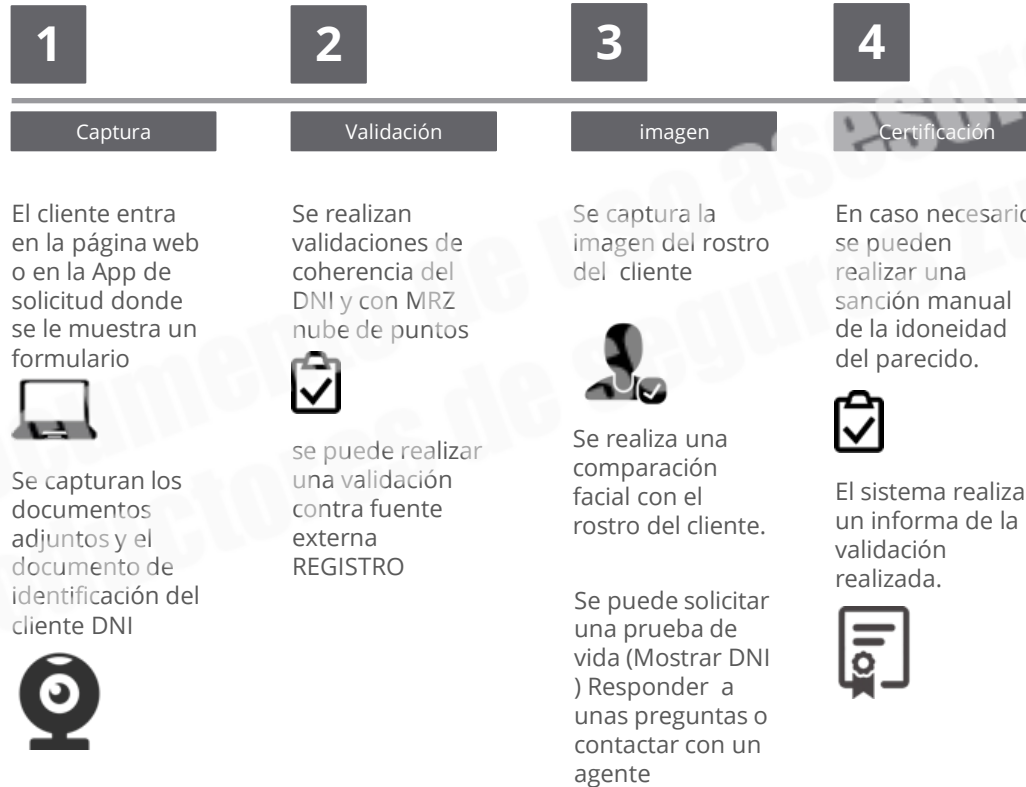 1
Captura
El cliente entra
en la página web
o en la App de
solicitud donde
se le muestra un
formulario
Se capturan los
documentos
adjuntos y el
documento de
identificación del
cliente DNI
2
Validación
Se realizan
validaciones de
coherencia del
DNI y con MRZ
nube de puntos
se puede realizar
una validación
contra fuente
externa
REGISTRO
3
imagen
Se captura la
imagen del rostro
del cliente
Se realiza una
comparación
facial con el
rostro del cliente.
Se puede solicitar
una prueba de
vida (Mostrar DNI
) Responder a
unas preguntas o
contactar con un
agente
4
Certificación
En caso necesario
se pueden
realizar una
sanción manual
de la idoneidad
del parecido.
El sistema realiza
un informa de la
validación
realizada.
de uso
de seguros